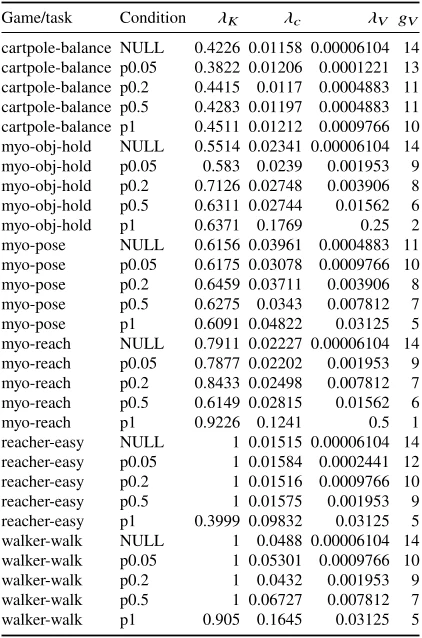 Game/task Condition λ_K λ_c λ_V g_V
cartpole-balance NULL 0.4226 0.01158 0.00006104 14
cartpole-balance p0.05 0.3822 0.01206 0.0001221 13
cartpole-balance p0.2 0.4415 0.0117 0.0004883 11
cartpole-balance p0.5 0.4283 0.01197 0.0004883 11
cartpole-balance p1 0.4511 0.01212 0.0009766 10
myo-obj-hold NULL 0.5514 0.02341 0.00006104 14
myo-obj-hold p0.05 0.583 0.0239 0.001953 9
myo-obj-hold p0.2 0.7126 0.02748 0.003906 8
myo-obj-hold p0.5 0.6311 0.02744 0.01562 6
myo-obj-hold p1 0.6371 0.1769 0.25 2
myo-pose NULL 0.6156 0.03961 0.0004883 11
myo-pose p0.05 0.6175 0.03078 0.0009766 10
myo-pose p0.2 0.6459 0.03711 0.003906 8
myo-pose p0.5 0.6275 0.0343 0.007812 7
myo-pose p1 0.6091 0.04822 0.03125 5
myo-reach NULL 0.7911 0.02227 0.00006104 14
myo-reach p0.05 0.7877 0.02202 0.001953 9
myo-reach p0.2 0.8433 0.02498 0.007812 7
myo-reach p0.5 0.6149 0.02815 0.01562 6
myo-reach p1 0.9226 0.1241 0.5 1
reacher-easy NULL 1 0.01515 0.00006104 14
reacher-easy p0.05 1 0.01584 0.0002441 12
reacher-easy p0.2 1 0.01516 0.0009766 10
reacher-easy p0.5 1 0.01575 0.001953 9
reacher-easy p1 0.3999 0.09832 0.03125 5
walker-walk NULL 1 0.0488 0.00006104 14
walker-walk p0.05 1 0.05301 0.0009766 10
walker-walk p0.2 1 0.0432 0.001953 9
walker-walk p0.5 1 0.06727 0.007812 7
walker-walk p1 0.905 0.1645 0.03125 5